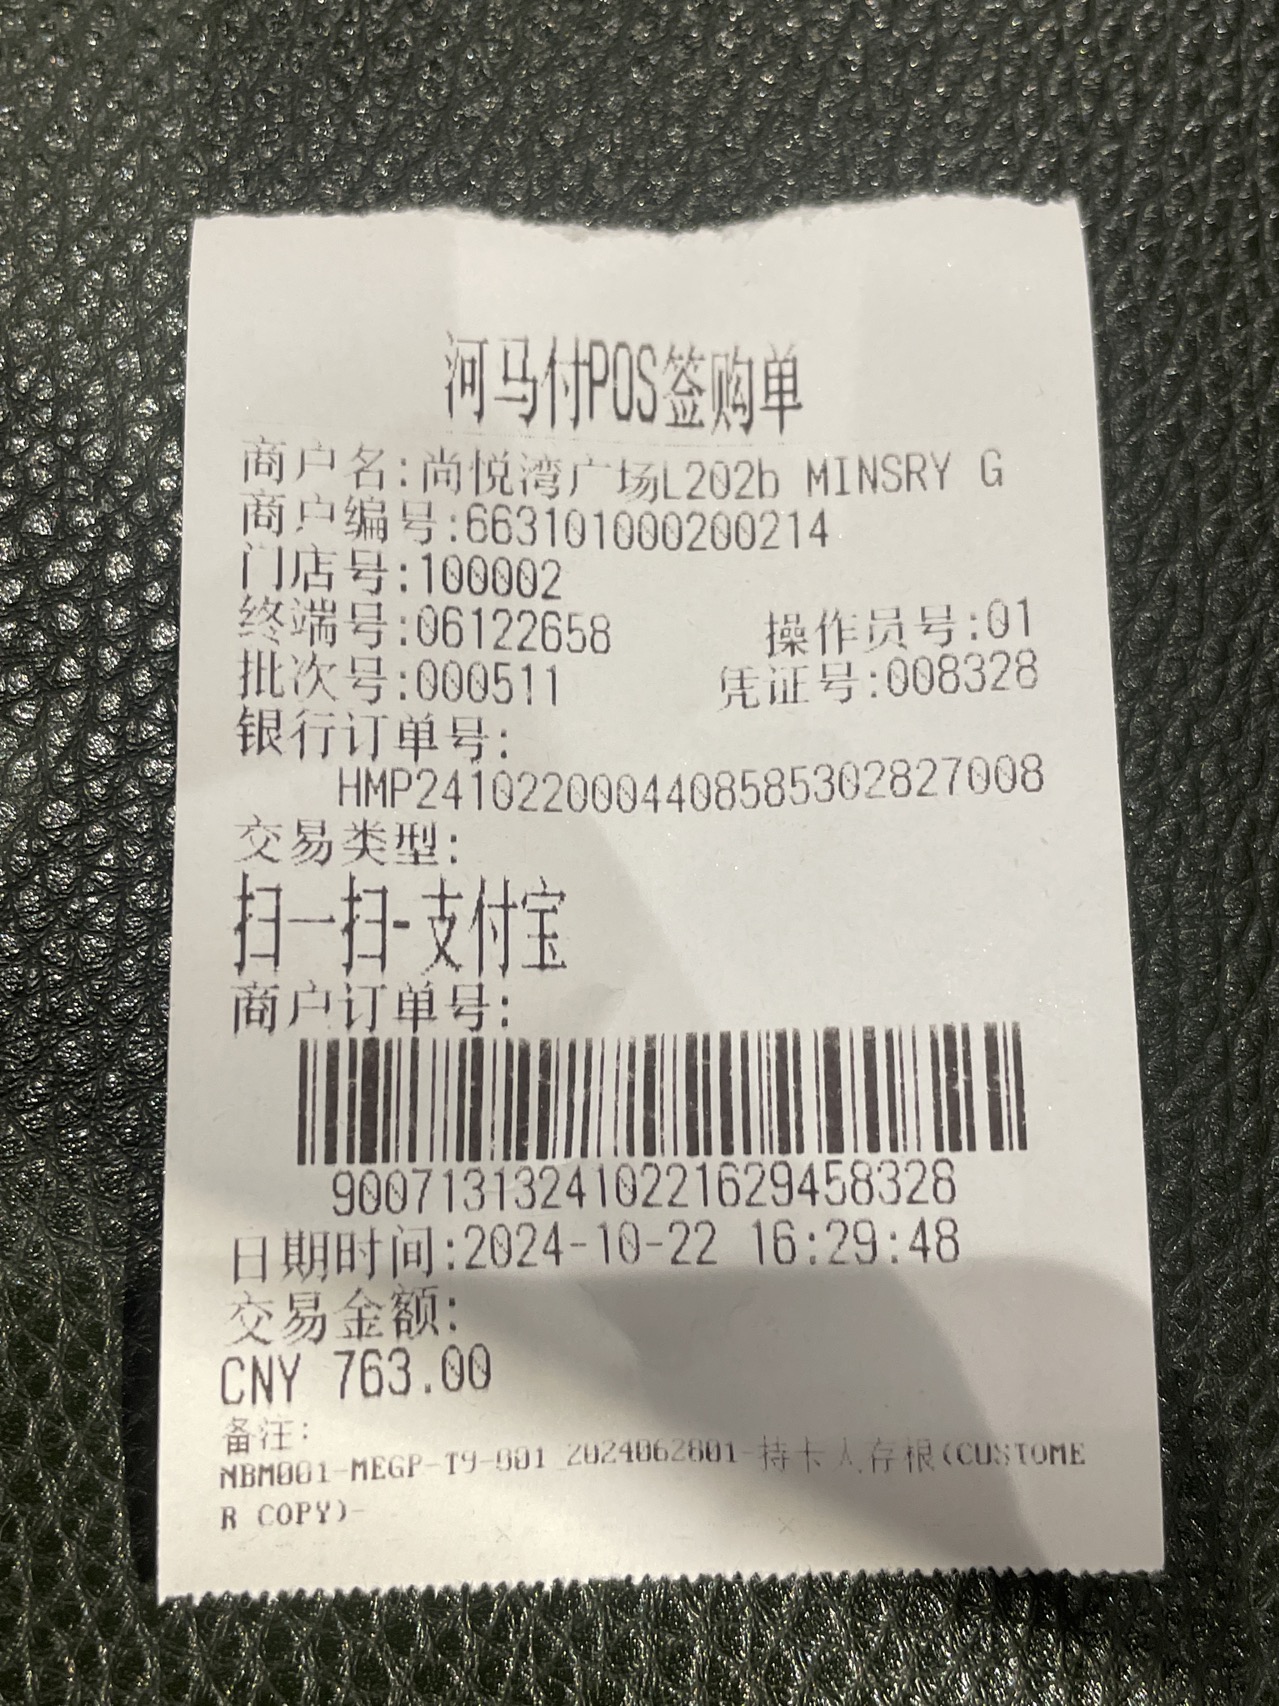 河马付POS签购单
商户名:尚悦湾广场L202b MINSRY G
商户编号:663101000200214
门店号:100002
终端号:06122658 操作员号:01
批次号:000511 凭证号:008328
银行订单号:
HMP241022000440858530282​7008
交易类型:
扫一扫-支付宝
商户订单号:
9007131324102216294583​28
日期时间:2024-10-22 16:29:48
交易金额:
CNY 763.00
备注:
NBM001-MEGP-T9-001_2024062801-持卡人存根(CUSTOME
R COPY)-